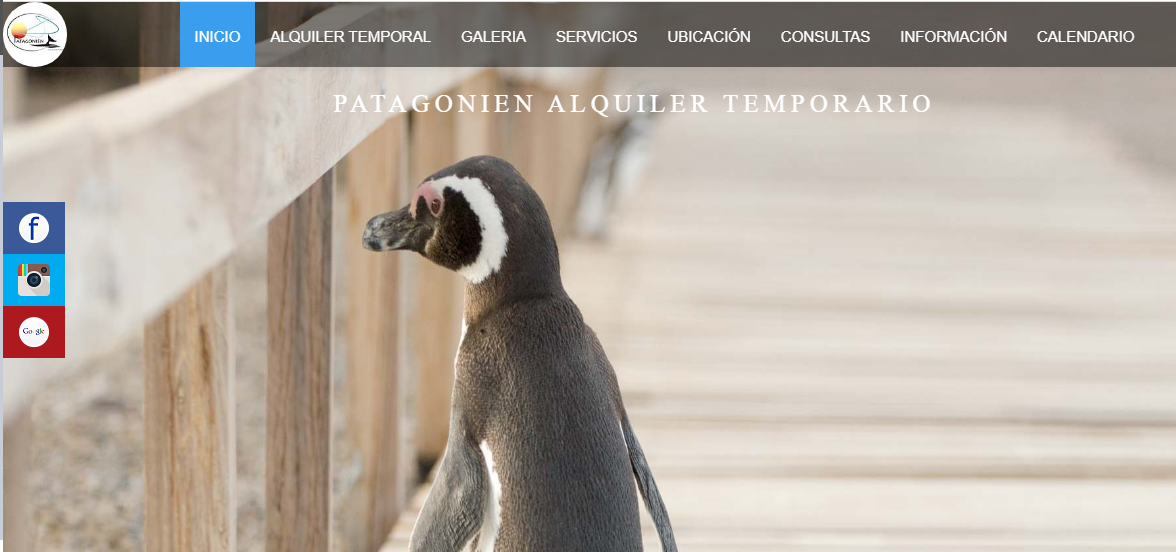 PATAGONIEN
INICIO ALQUILER TEMPORAL GALERIA SERVICIOS UBICACIÓN CONSULTAS INFORMACIÓN CALENDARIO
PATAGONIEN ALQUILER TEMPORARIO
f
Google